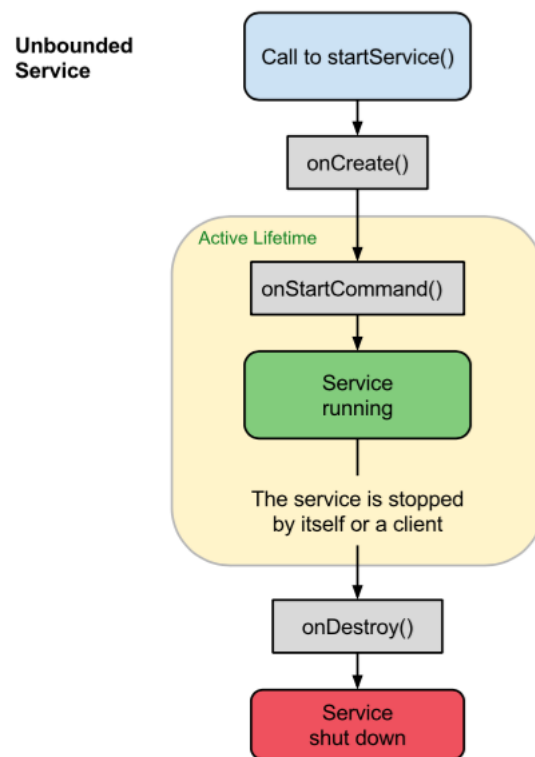 Unbounded
Service
Call to startService()
onCreate()
Active Lifetime
onStartCommand()
Service
running
The service is stopped
by itself or a client
onDestroy()
Service
shut down